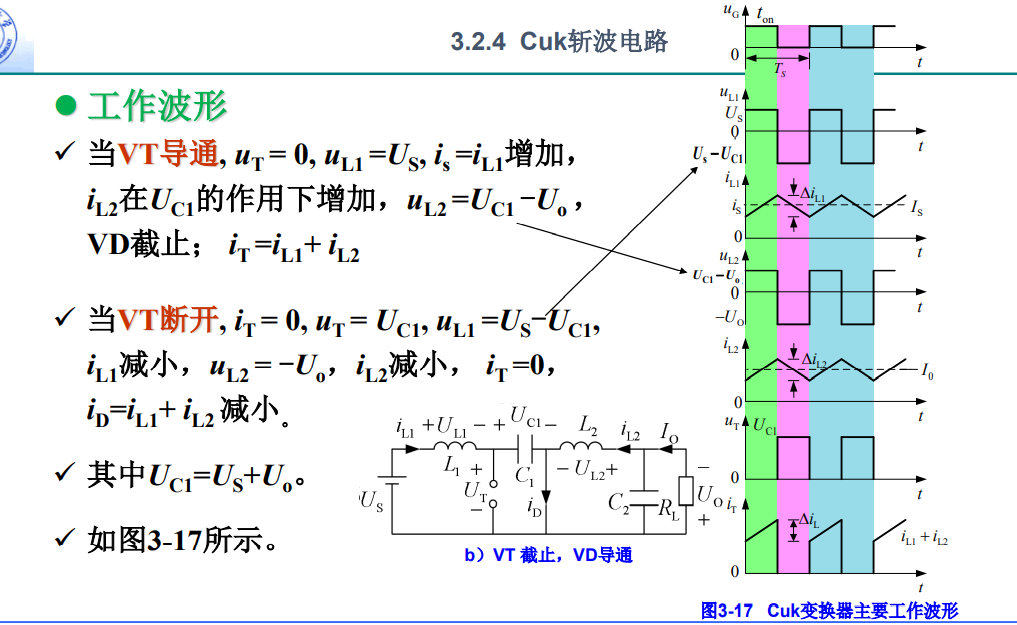 3.2.4 Cuk斩波电路
● 工作波形
✓ 当VT导通, uT = 0, uL1 =US, is =iL1增加，
iL2在UC1的作用下增加，uL2 =UC1 −Uo ，
VD截止； iT =iL1+ iL2
✓ 当VT断开, iT = 0, uT = UC1, uL1 =US−UC1,
iL1减小，uL2 = −Uo，iL2减小， iT =0，
iD=iL1+ iL2 减小。
✓ 其中UC1=US+Uo。
✓ 如图3-17所示。
iL1 +UL1− +UC1− L2 iL2 IO
L1 + C1 − UL2+ −
US UT iD C2 RL UO
− +
b）VT 截止，VD导通
uG ton
0 t
TS
uL1
US
0 t
Us −UC1
iL1 ΔiL1
iS IS
0 t
uL2
UC1−Uo
0 t
−UO
iL2 ΔiL2
I0
0 t
uT UC1
0 t
iT ΔiL
iL1 + iL2
0 t
图3-17 Cuk变换器主要工作波形